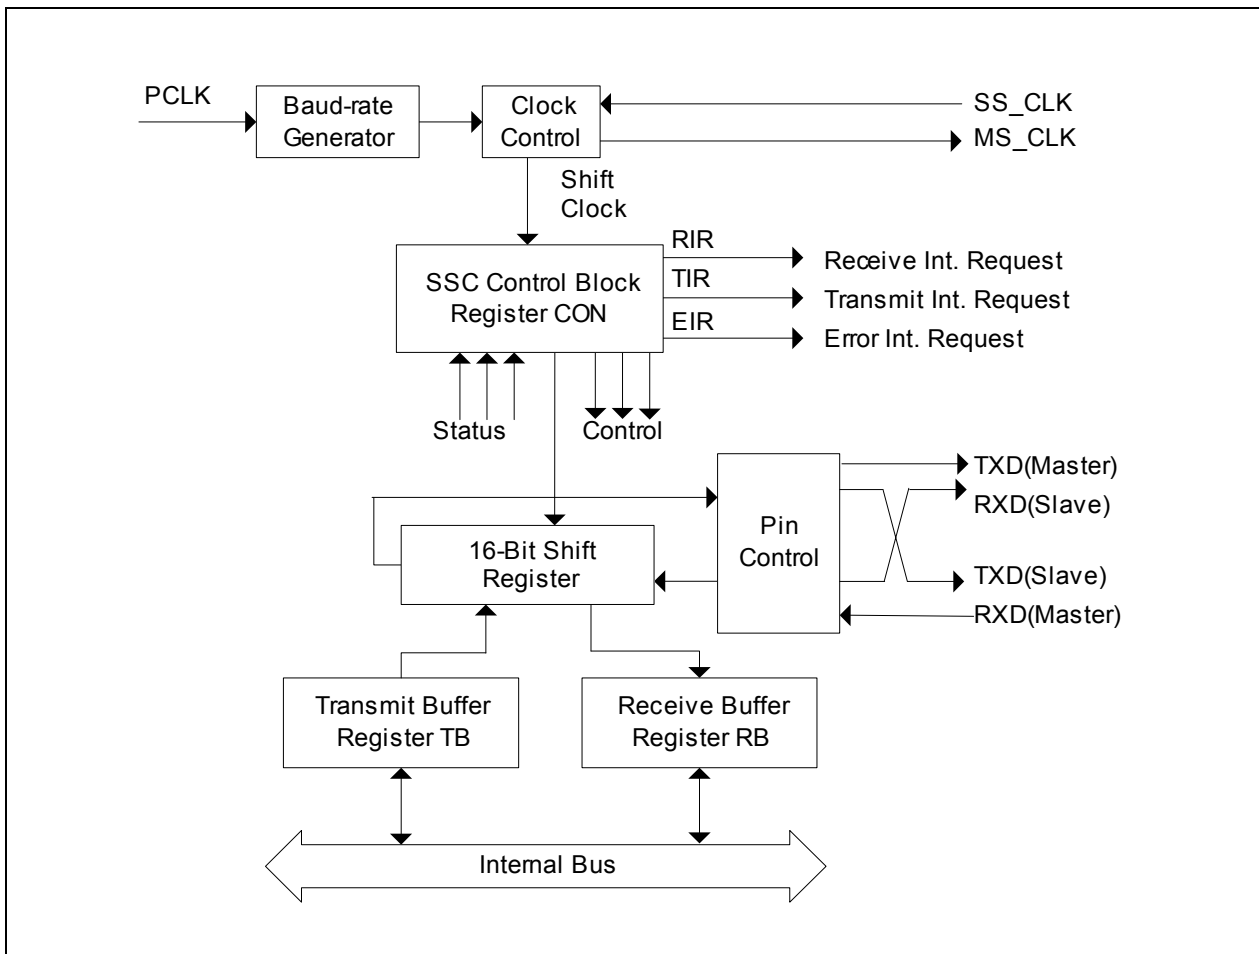 PCLK
Baud-rate
Generator
Clock
Control
SS_CLK
MS_CLK
Shift
Clock
SSC Control Block
Register CON
RIR
Receive Int. Request
TIR
Transmit Int. Request
EIR
Error Int. Request
Status
Control
16-Bit Shift
Register
Pin
Control
TXD(Master)
RXD(Slave)
TXD(Slave)
RXD(Master)
Transmit Buffer
Register TB
Receive Buffer
Register RB
Internal Bus